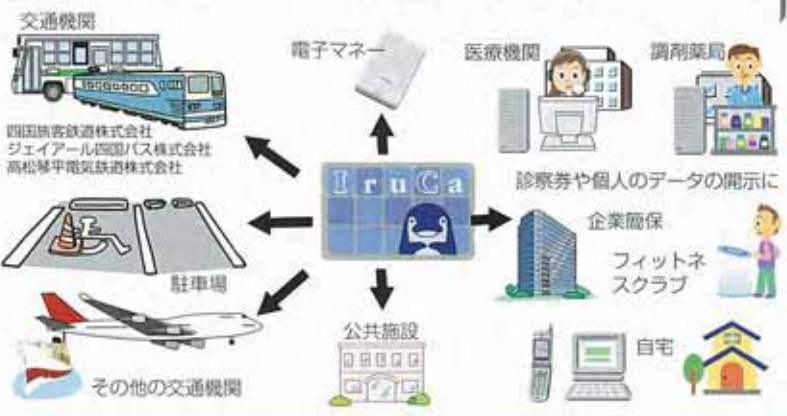 交通機関
電子マネー
医療機関
調剤薬局
四国旅客鉄道株式会社
ジェイアール四国バス株式会社
高松琴平電気鉄道株式会社
IruCa
診察券や個人のデータの開示に
企業簡保
フィットネ
スクラブ
駐車場
公共施設
自宅
その他の交通機関